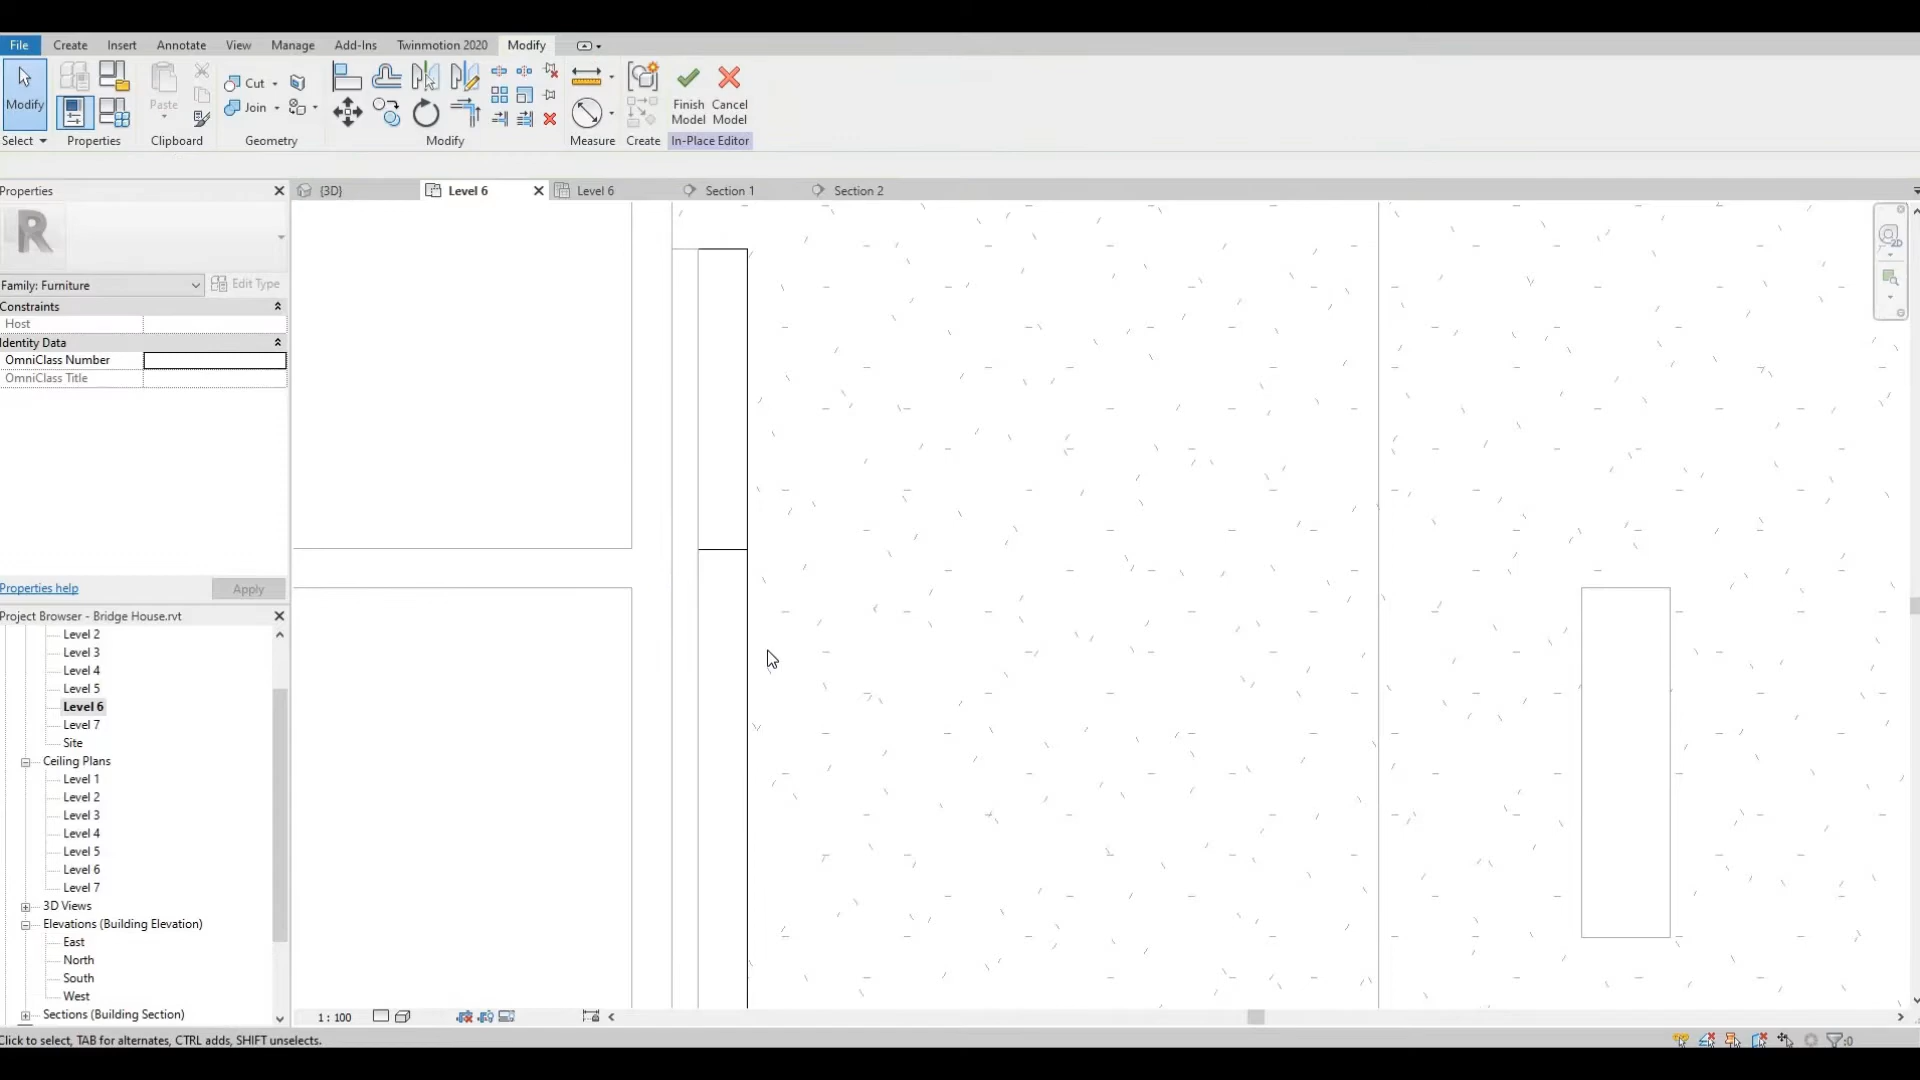 File Create Insert Annotate View Manage Add-Ins Twinmotion 2020 Modify
Modify Paste Cut Join Finish Model Cancel Model
Select Properties Clipboard Geometry Modify Measure Create In-Place Editor
Properties
{3D} Level 6 Level 6 Section 1 Section 2
R
Family: Furniture Edit Type
Constraints
Host
Identity Data
OmniClass Number
OmniClass Title
Properties help Apply
Project Browser - Bridge House.rvt
Level 2
Level 3
Level 4
Level 5
Level 6
Level 7
Site
Ceiling Plans
Level 1
Level 2
Level 3
Level 4
Level 5
Level 6
Level 7
3D Views
Elevations (Building Elevation)
East
North
South
West
Sections (Building Section)
1 : 100
Click to select, TAB for alternates, CTRL adds, SHIFT unselects.
:0
2D